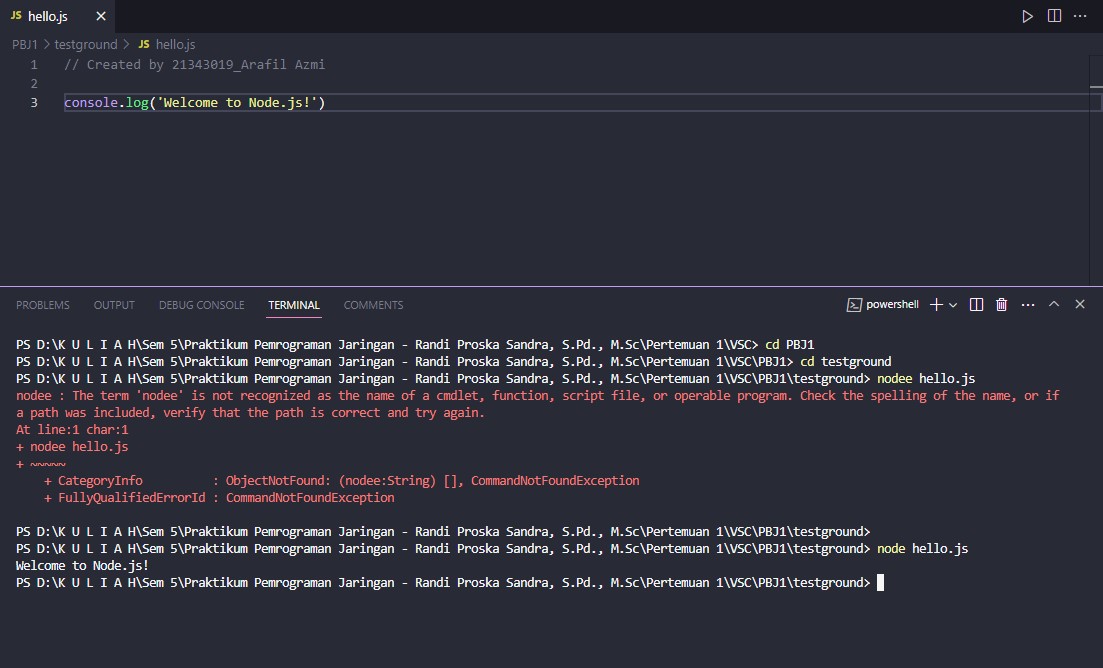 JS hello.js
PBJ1 > testground > JS hello.js
1 // Created by 21343019_Arafil Azmi
2
3 console.log('Welcome to Node.js!')
PROBLEMS OUTPUT DEBUG CONSOLE TERMINAL COMMENTS powershell
PS D:\K U L I A H\Sem 5\Praktikum Pemrograman Jaringan - Randi Proska Sandra, S.Pd., M.Sc\Pertemuan 1\VSC> cd PBJ1
PS D:\K U L I A H\Sem 5\Praktikum Pemrograman Jaringan - Randi Proska Sandra, S.Pd., M.Sc\Pertemuan 1\VSC\PBJ1> cd testground
PS D:\K U L I A H\Sem 5\Praktikum Pemrograman Jaringan - Randi Proska Sandra, S.Pd., M.Sc\Pertemuan 1\VSC\PBJ1\testground> nodee hello.js
nodee : The term 'nodee' is not recognized as the name of a cmdlet, function, script file, or operable program. Check the spelling of the name, or if
a path was included, verify that the path is correct and try again.
At line:1 char:1
+ nodee hello.js
+ ~~~~~
    + CategoryInfo          : ObjectNotFound: (nodee:String) [], CommandNotFoundException
    + FullyQualifiedErrorId : CommandNotFoundException
PS D:\K U L I A H\Sem 5\Praktikum Pemrograman Jaringan - Randi Proska Sandra, S.Pd., M.Sc\Pertemuan 1\VSC\PBJ1\testground>
PS D:\K U L I A H\Sem 5\Praktikum Pemrograman Jaringan - Randi Proska Sandra, S.Pd., M.Sc\Pertemuan 1\VSC\PBJ1\testground> node hello.js
Welcome to Node.js!
PS D:\K U L I A H\Sem 5\Praktikum Pemrograman Jaringan - Randi Proska Sandra, S.Pd., M.Sc\Pertemuan 1\VSC\PBJ1\testground>